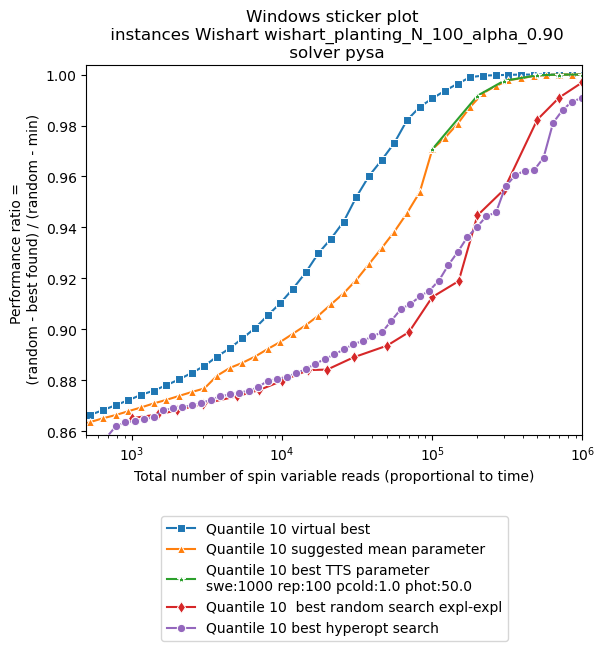 Windows sticker plot
instances Wishart wishart_planting_N_100_alpha_0.90
solver pysa
Performance ratio =
(random - best found) / (random - min)
1.00
0.98
0.96
0.94
0.92
0.90
0.88
0.86
10³
10⁴
10⁵
10⁶
Total number of spin variable reads (proportional to time)
Quantile 10 virtual best
Quantile 10 suggested mean parameter
Quantile 10 best TTS parameter
swe:1000 rep:100 pcold:1.0 phot:50.0
Quantile 10  best random search expl-expl
Quantile 10 best hyperopt search